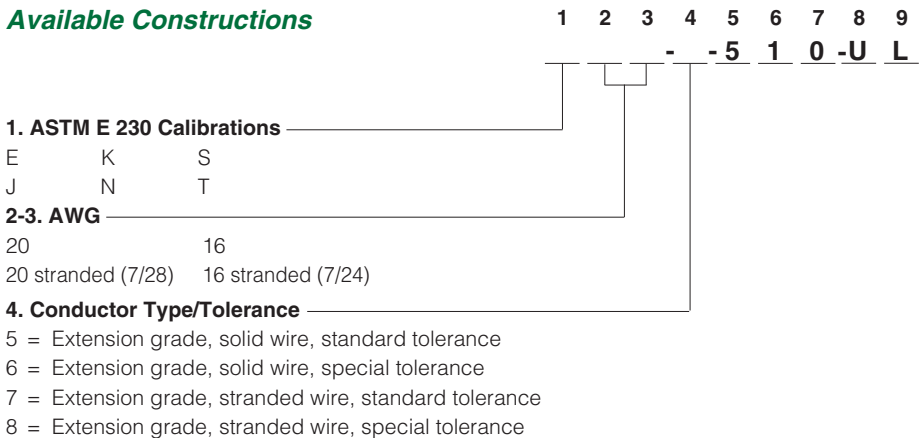 Available Constructions 1 2 3 4 5 6 7 8 9
- - 5 1 0 -U L
1. ASTM E 230 Calibrations
E K S
J N T
2-3. AWG
20 16
20 stranded (7/28) 16 stranded (7/24)
4. Conductor Type/Tolerance
5 = Extension grade, solid wire, standard tolerance
6 = Extension grade, solid wire, special tolerance
7 = Extension grade, stranded wire, standard tolerance
8 = Extension grade, stranded wire, special tolerance